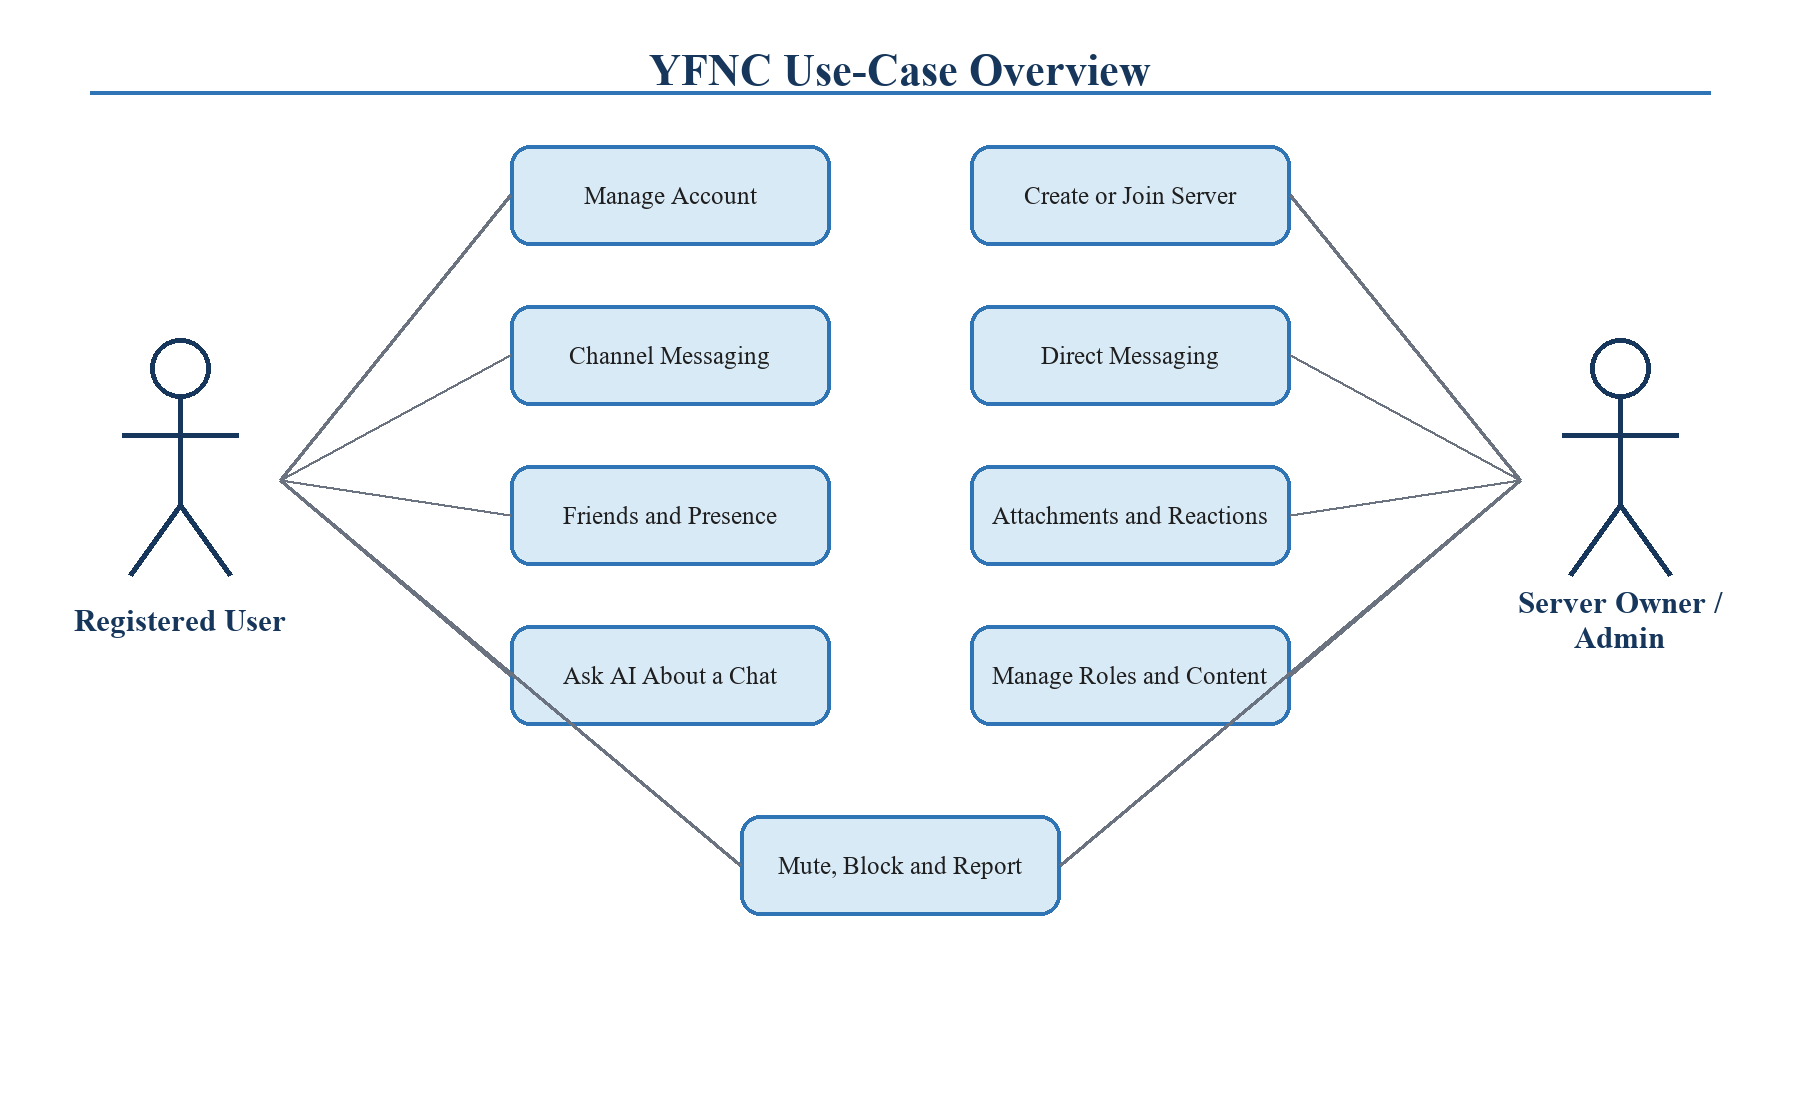 YFNC Use-Case Overview
Manage Account
Create or Join Server
Channel Messaging
Direct Messaging
Friends and Presence
Attachments and Reactions
Registered User
Server Owner /
Admin
Ask AI About a Chat
Manage Roles and Content
Mute, Block and Report